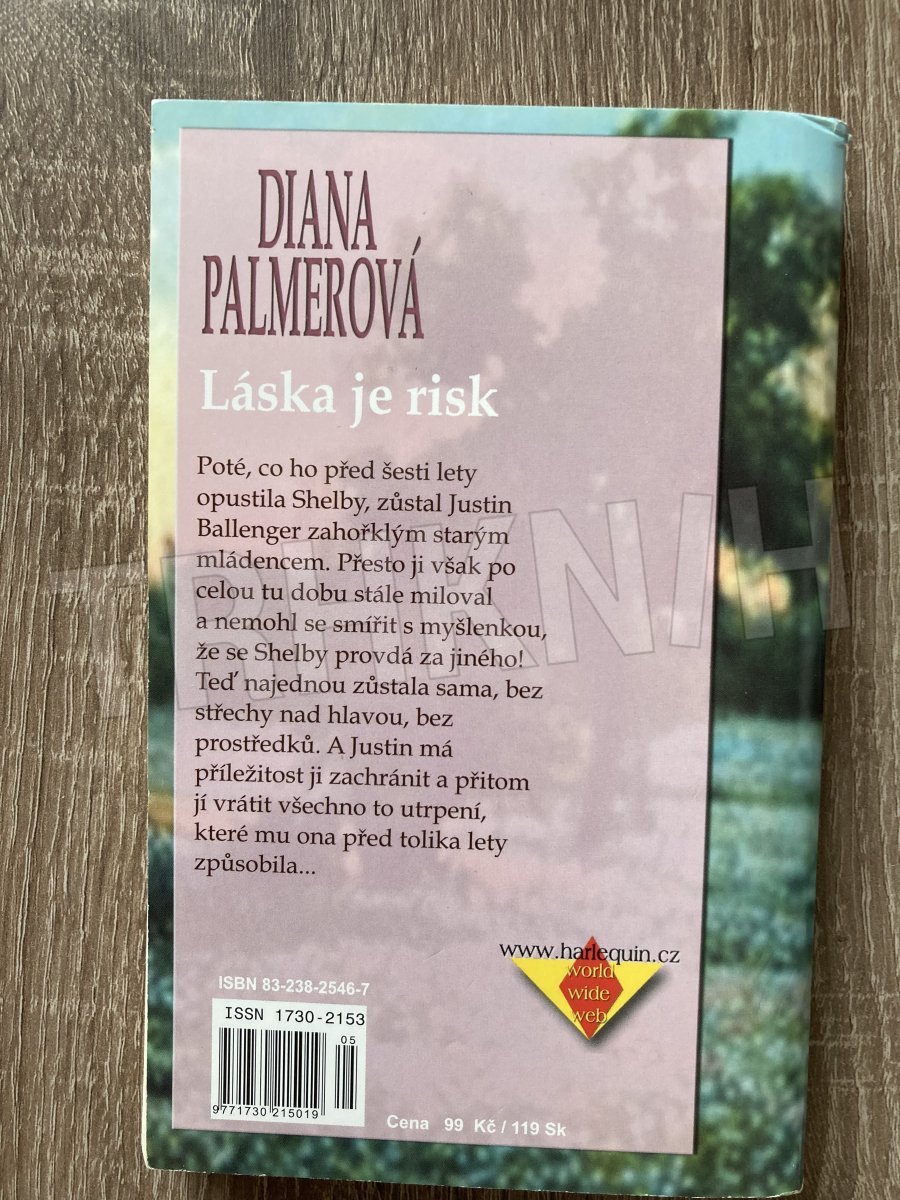 DIANA
PALMEROVÁ
Láska je risk
Poté, co ho před šesti lety
opustila Shelby, zůstal Justin
Ballenger zahořklým starým
mládencem. Přesto ji však po
celou tu dobu stále miloval
a nemohl se smířit s myšlenkou,
že se Shelby provdá za jiného!
Teď najednou zůstala sama, bez
střechy nad hlavou, bez
prostředků. A Justin má
příležitost ji zachránit a přitom
jí vrátit všechno to utrpení,
které mu ona před tolika lety
způsobila...
TRHKNIH
www.harlequin.cz
world
wide
web
ISBN 83-238-2546-7
ISSN 1730-2153
05
9771730 215019
Cena 99 Kč / 119 Sk